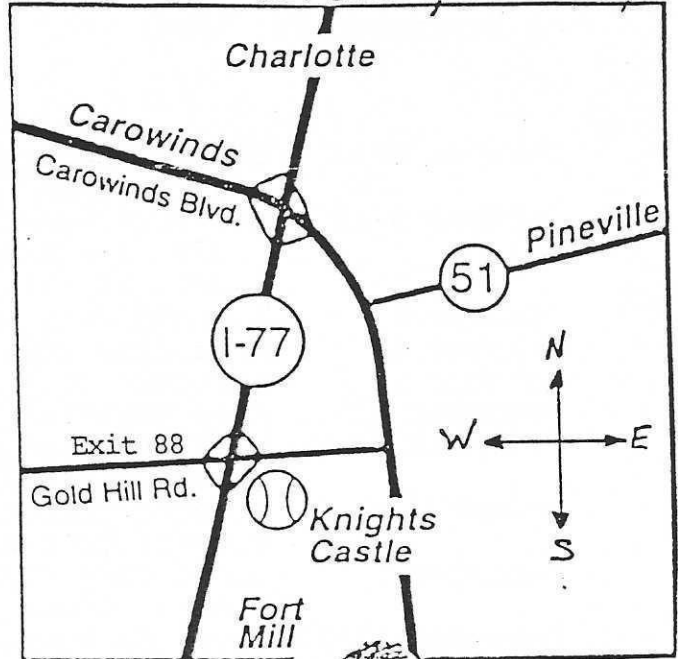 Charlotte
Carowinds
Carowinds Blvd.
Pineville
51
I-77
N
W
E
S
Exit 88
Gold Hill Rd.
Knights
Castle
Fort
Mill